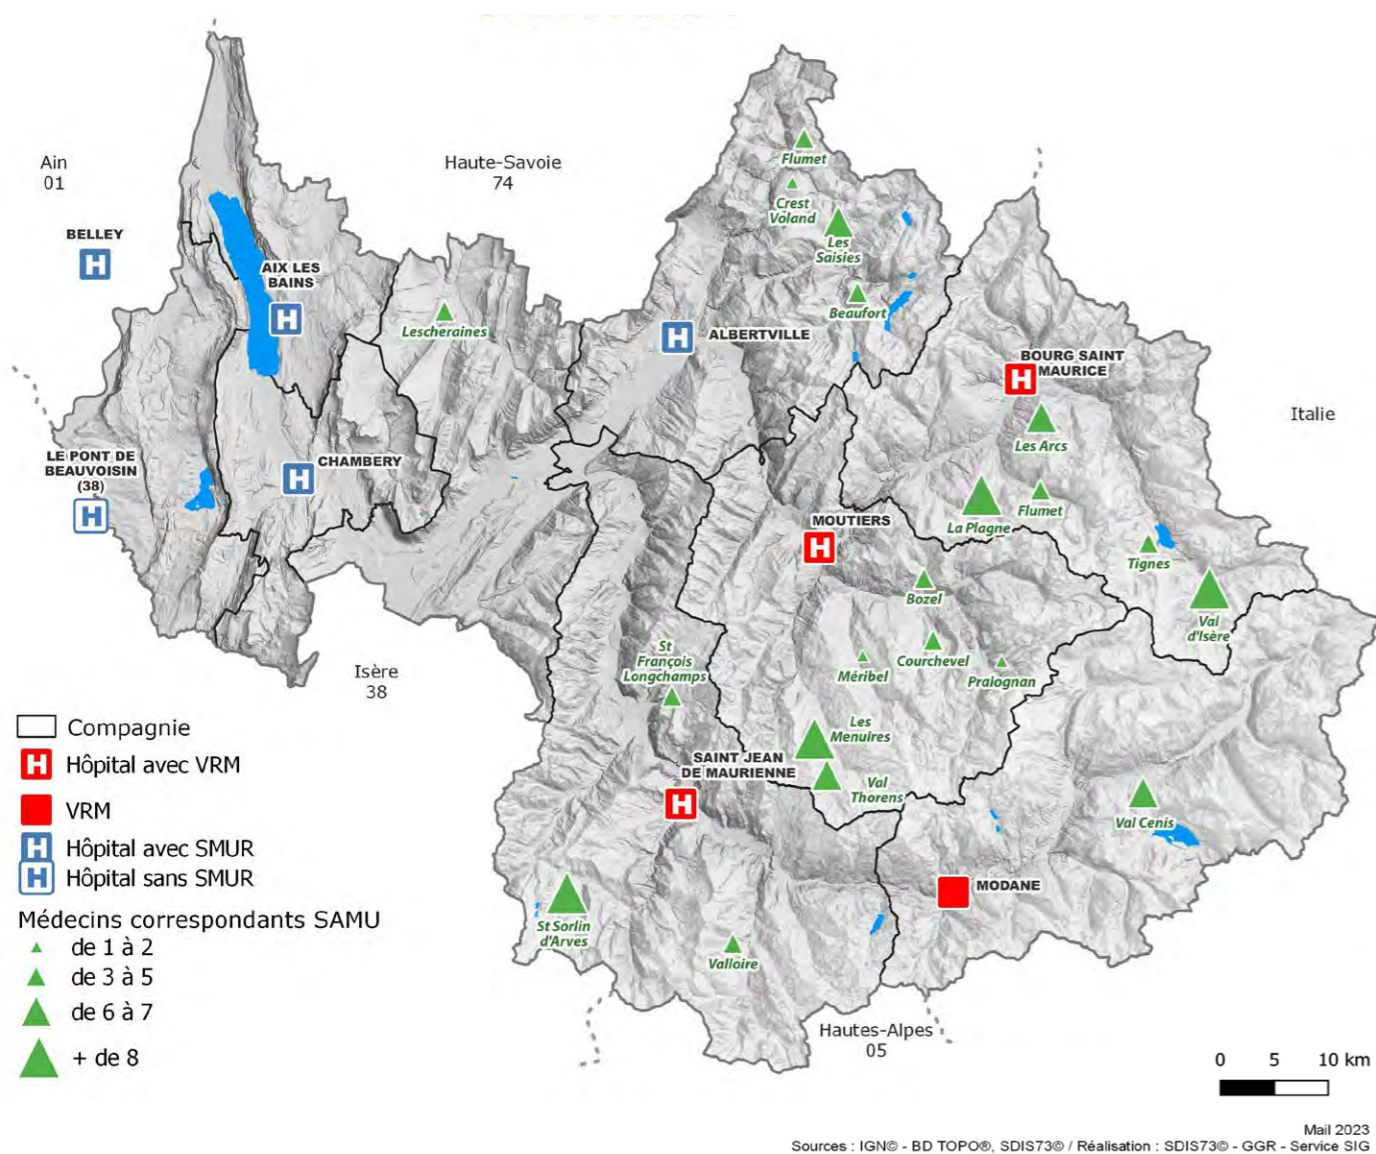 Ain
01
Haute-Savoie
74
Flumet
Crest
Voland
Les
Saisies
BELLEY
H
AIX LES
BAINS
H
Lescheraines
Beaufort
H
ALBERTVILLE
BOURG SAINT
MAURICE
H
Italie
Les Arcs
LE PONT DE
BEAUVOISIN
(38)
H
CHAMBERY
H
La Plagne
Flumet
MOUTIERS
H
Tignes
Bozel
Val
d'Isère
St
François
Longchamps
Isère
38
Courchevel
Méribel
Pralognan
Les
Menuires
SAINT JEAN
DE MAURIENNE
H
Val
Thorens
Val Cenis
MODANE
St Sorlin
d'Arves
Valloire
Hautes-Alpes
05
Compagnie
H Hôpital avec VRM
VRM
H Hôpital avec SMUR
H Hôpital sans SMUR
Médecins correspondants SAMU
de 1 à 2
de 3 à 5
de 6 à 7
+ de 8
0 5 10 km
Mail 2023
Sources : IGN© - BD TOPO®, SDIS73© / Réalisation : SDIS73© - GGR - Service SIG